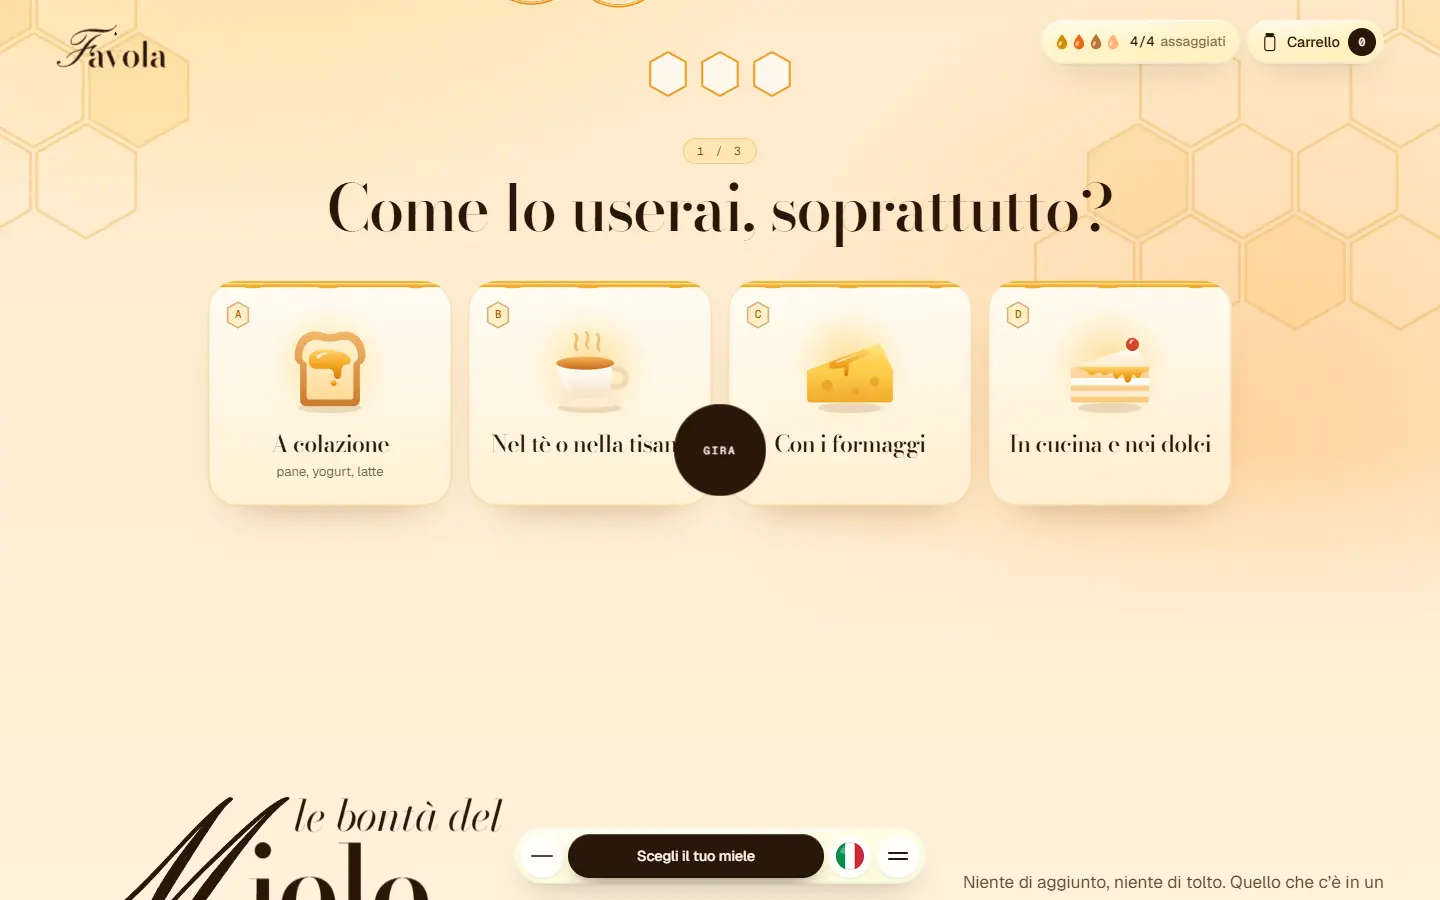 Favola
4/4 assaggiati
Carrello 0
1 / 3
Come lo userai, soprattutto?
A
B
C
D
A colazione
Nel tè o nella tisan
Con i formaggi
In cucina e nei dolci
pane, yogurt, latte
GIRA
le bontà del
Miele
Scegli il tuo miele
Niente di aggiunto, niente di tolto. Quello che c’è in un